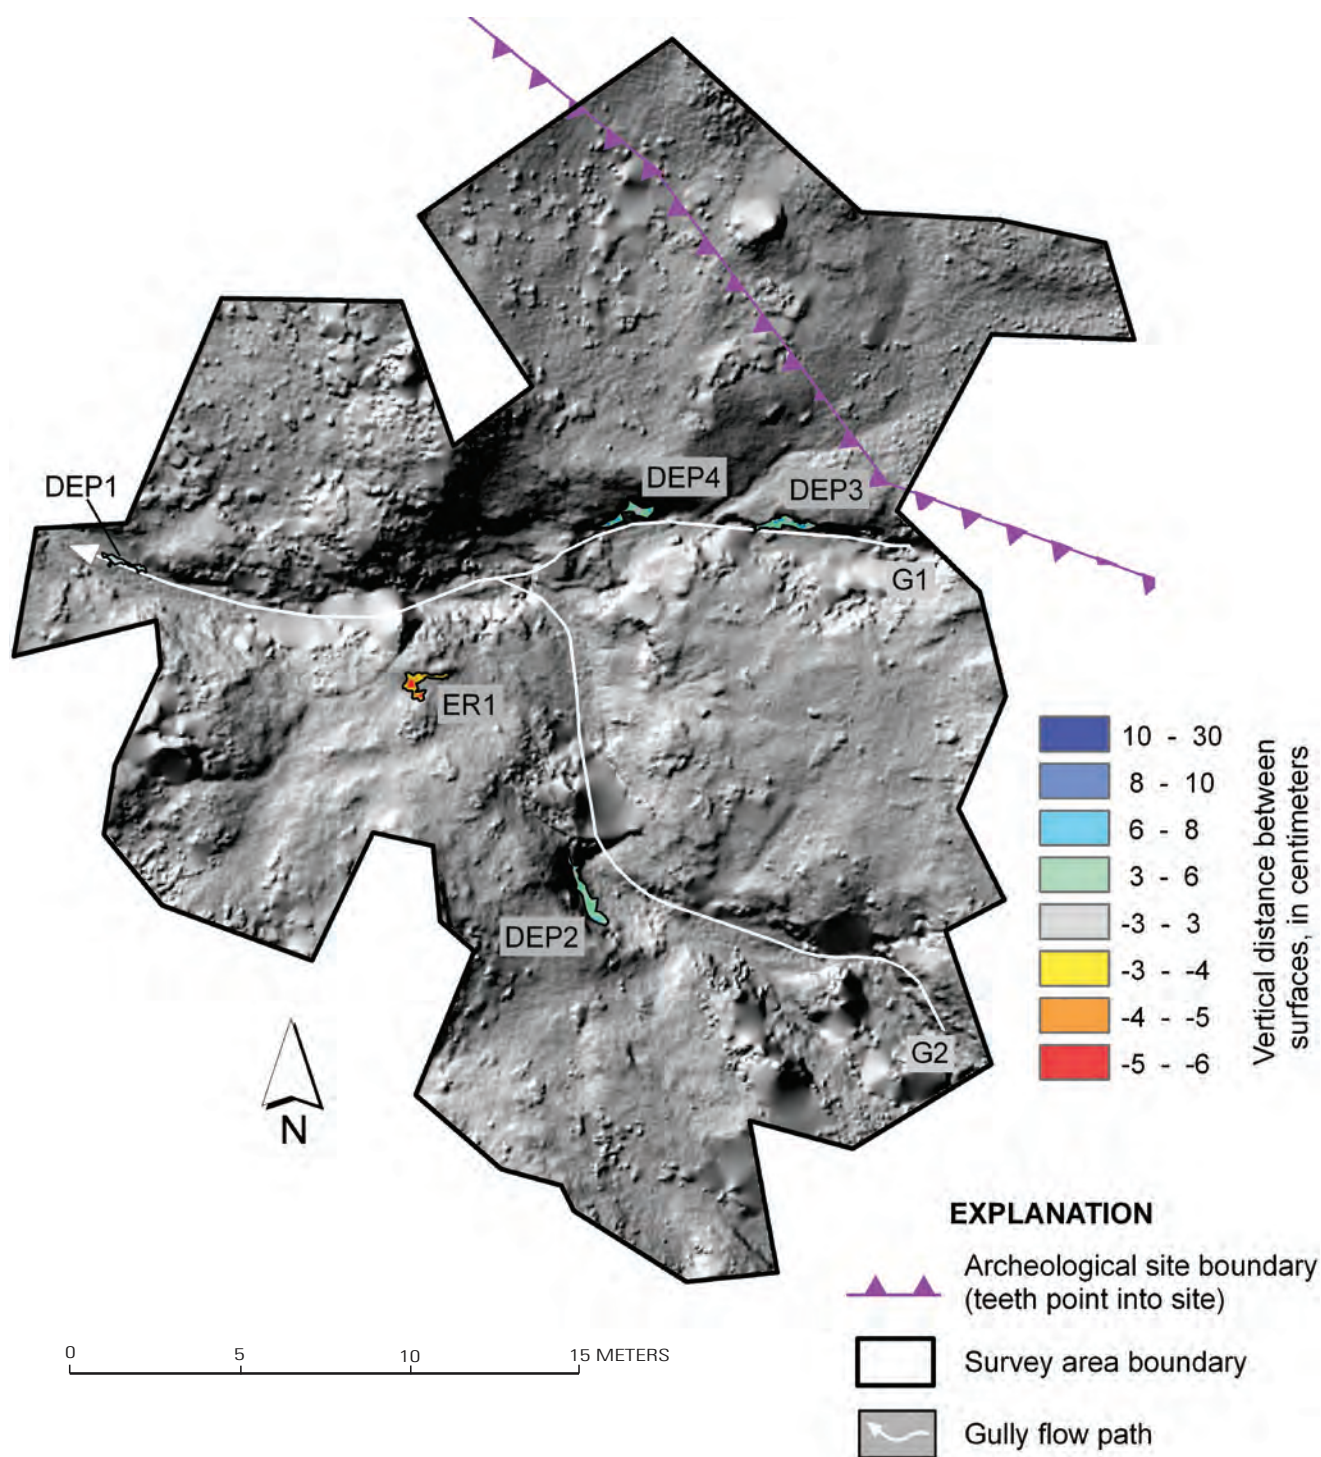 DEP1
DEP4
DEP3
G1
ER1
DEP2
G2
N
10 - 30
8 - 10
6 - 8
3 - 6
-3 - 3
-3 - -4
-4 - -5
-5 - -6
Vertical distance between
surfaces, in centimeters
EXPLANATION
Archeological site boundary
(teeth point into site)
Survey area boundary
Gully flow path
0 5 10 15 METERS